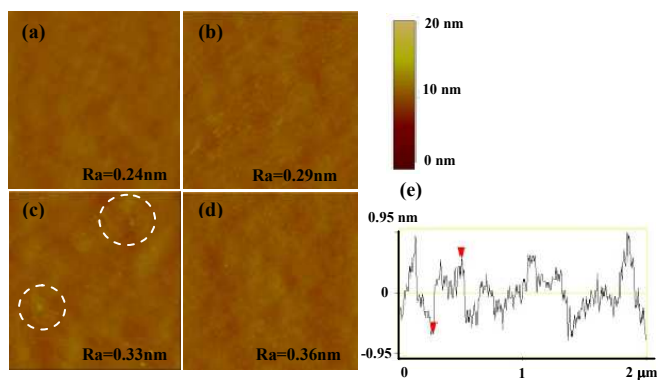 (a)
Ra=0.24nm
(b)
Ra=0.29nm
(c)
Ra=0.33nm
(d)
Ra=0.36nm
20 nm
10 nm
0 nm
(e)
0.95 nm
0
-0.95
0 1 2 µm